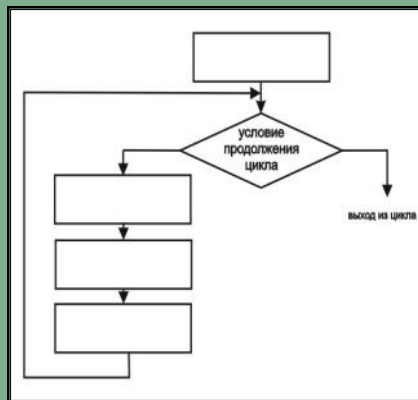 условие
продолжения
цикла
выход из цикла